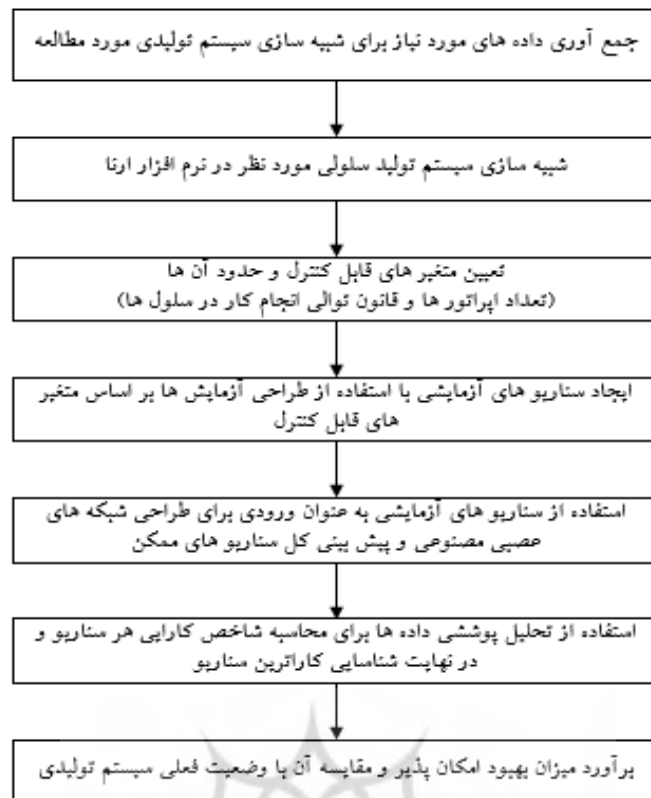 جمع آوری داده های مورد نیاز برای شبیه سازی سیستم تولیدی مورد مطالعه
شبیه سازی سیستم تولید سلولی مورد نظر در نرم افزار ارنا
تعیین متغیر های قابل کنترل و حدود آن ها
(تعداد اپراتور ها و قانون توالی انجام کار در سلول ها)
ایجاد سناریو های آزمایشی با استفاده از طراحی آزمایش ها بر اساس متغیر
های قابل کنترل
استفاده از سناریو های آزمایشی به عنوان ورودی برای طراحی شبکه های
عصبی مصنوعی و پیش بینی کل سناریو های ممکن
استفاده از تحلیل پوششی داده ها برای محاسبه شاخص کارایی هر سناریو و
در نهایت شناسایی کاراترین سناریو
برآورد میزان بهبود امکان پذیر و مقایسه آن با وضعیت فعلی سیستم تولیدی